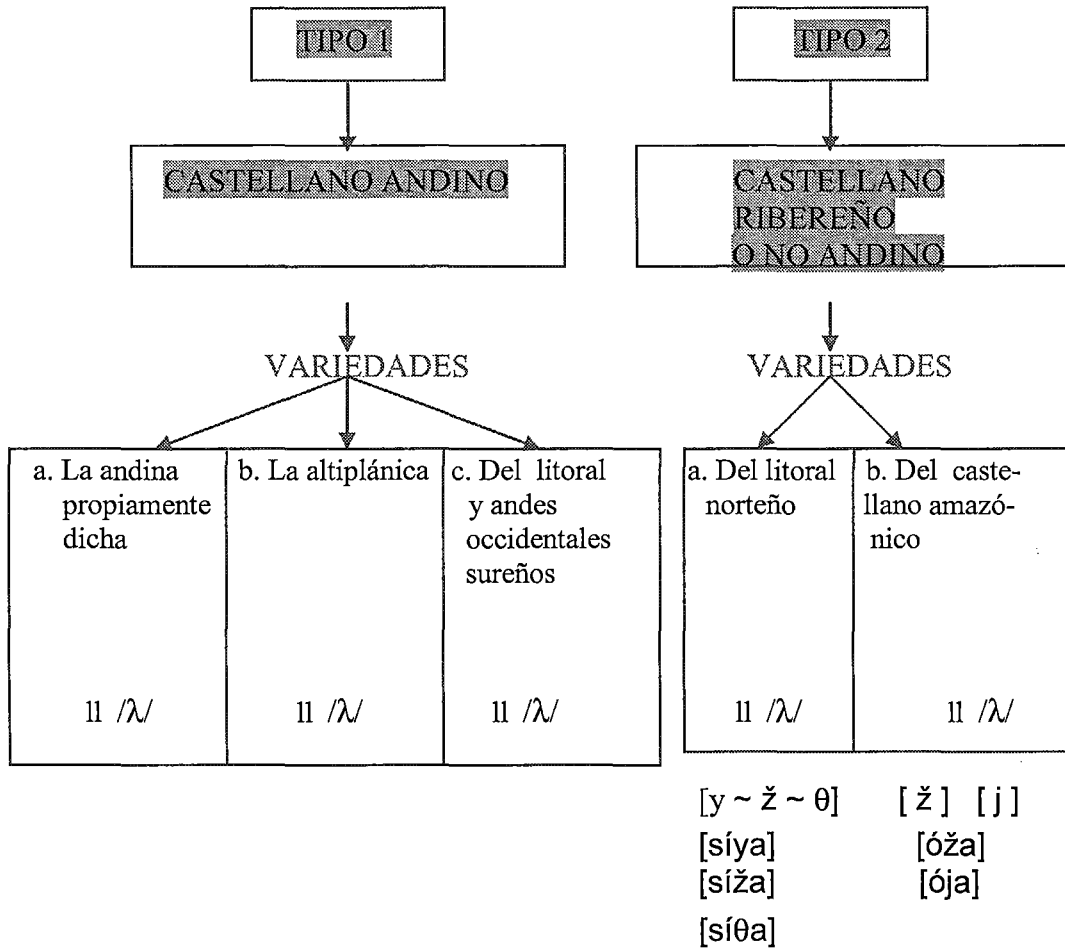 TIPO 1
TIPO 2
CASTELLANO ANDINO
CASTELLANO
RIBEREÑO
O NO ANDINO
VARIEDADES
VARIEDADES
a. La andina
propiamente
dicha
b. La altiplánica
c. Del litoral
y andes
occidentales
sureños
a. Del litoral
norteño
b. Del caste-
llano amazó-
nico
ll /λ/
ll /λ/
ll /λ/
ll /λ/
ll /λ/
[y ~ ž ~ θ]
[síya]
[síža]
[síθa]
[ ž ] [ j ]
[óža]
[ója]